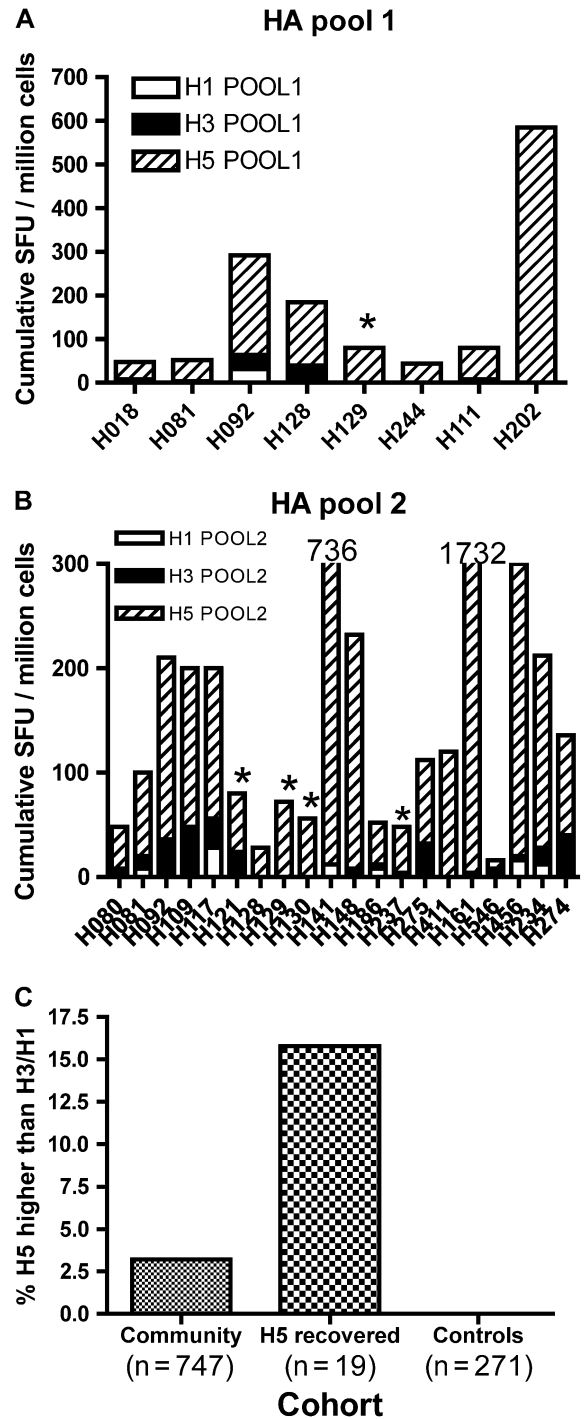 A
HA pool 1
Cumulative SFU / million cells
700
600
500
400
300
200
100
0
H1 POOL1
H3 POOL1
H5 POOL1
*
H018
H081
H092
H128
H129
H244
H111
H202
B
HA pool 2
Cumulative SFU / million cells
300
200
100
0
H1 POOL2
H3 POOL2
H5 POOL2
736
1732
*
*
*
*
H080
H081
H092
H109
H117
H121
H128
H129
H130
H141
H148
H186
H237
H275
H411
H161
H546
H456
H234
H274
C
% H5 higher than H3/H1
17.5
15.0
12.5
10.0
7.5
5.0
2.5
0.0
Community
(n = 747)
H5 recovered
(n = 19)
Controls
(n = 271)
Cohort